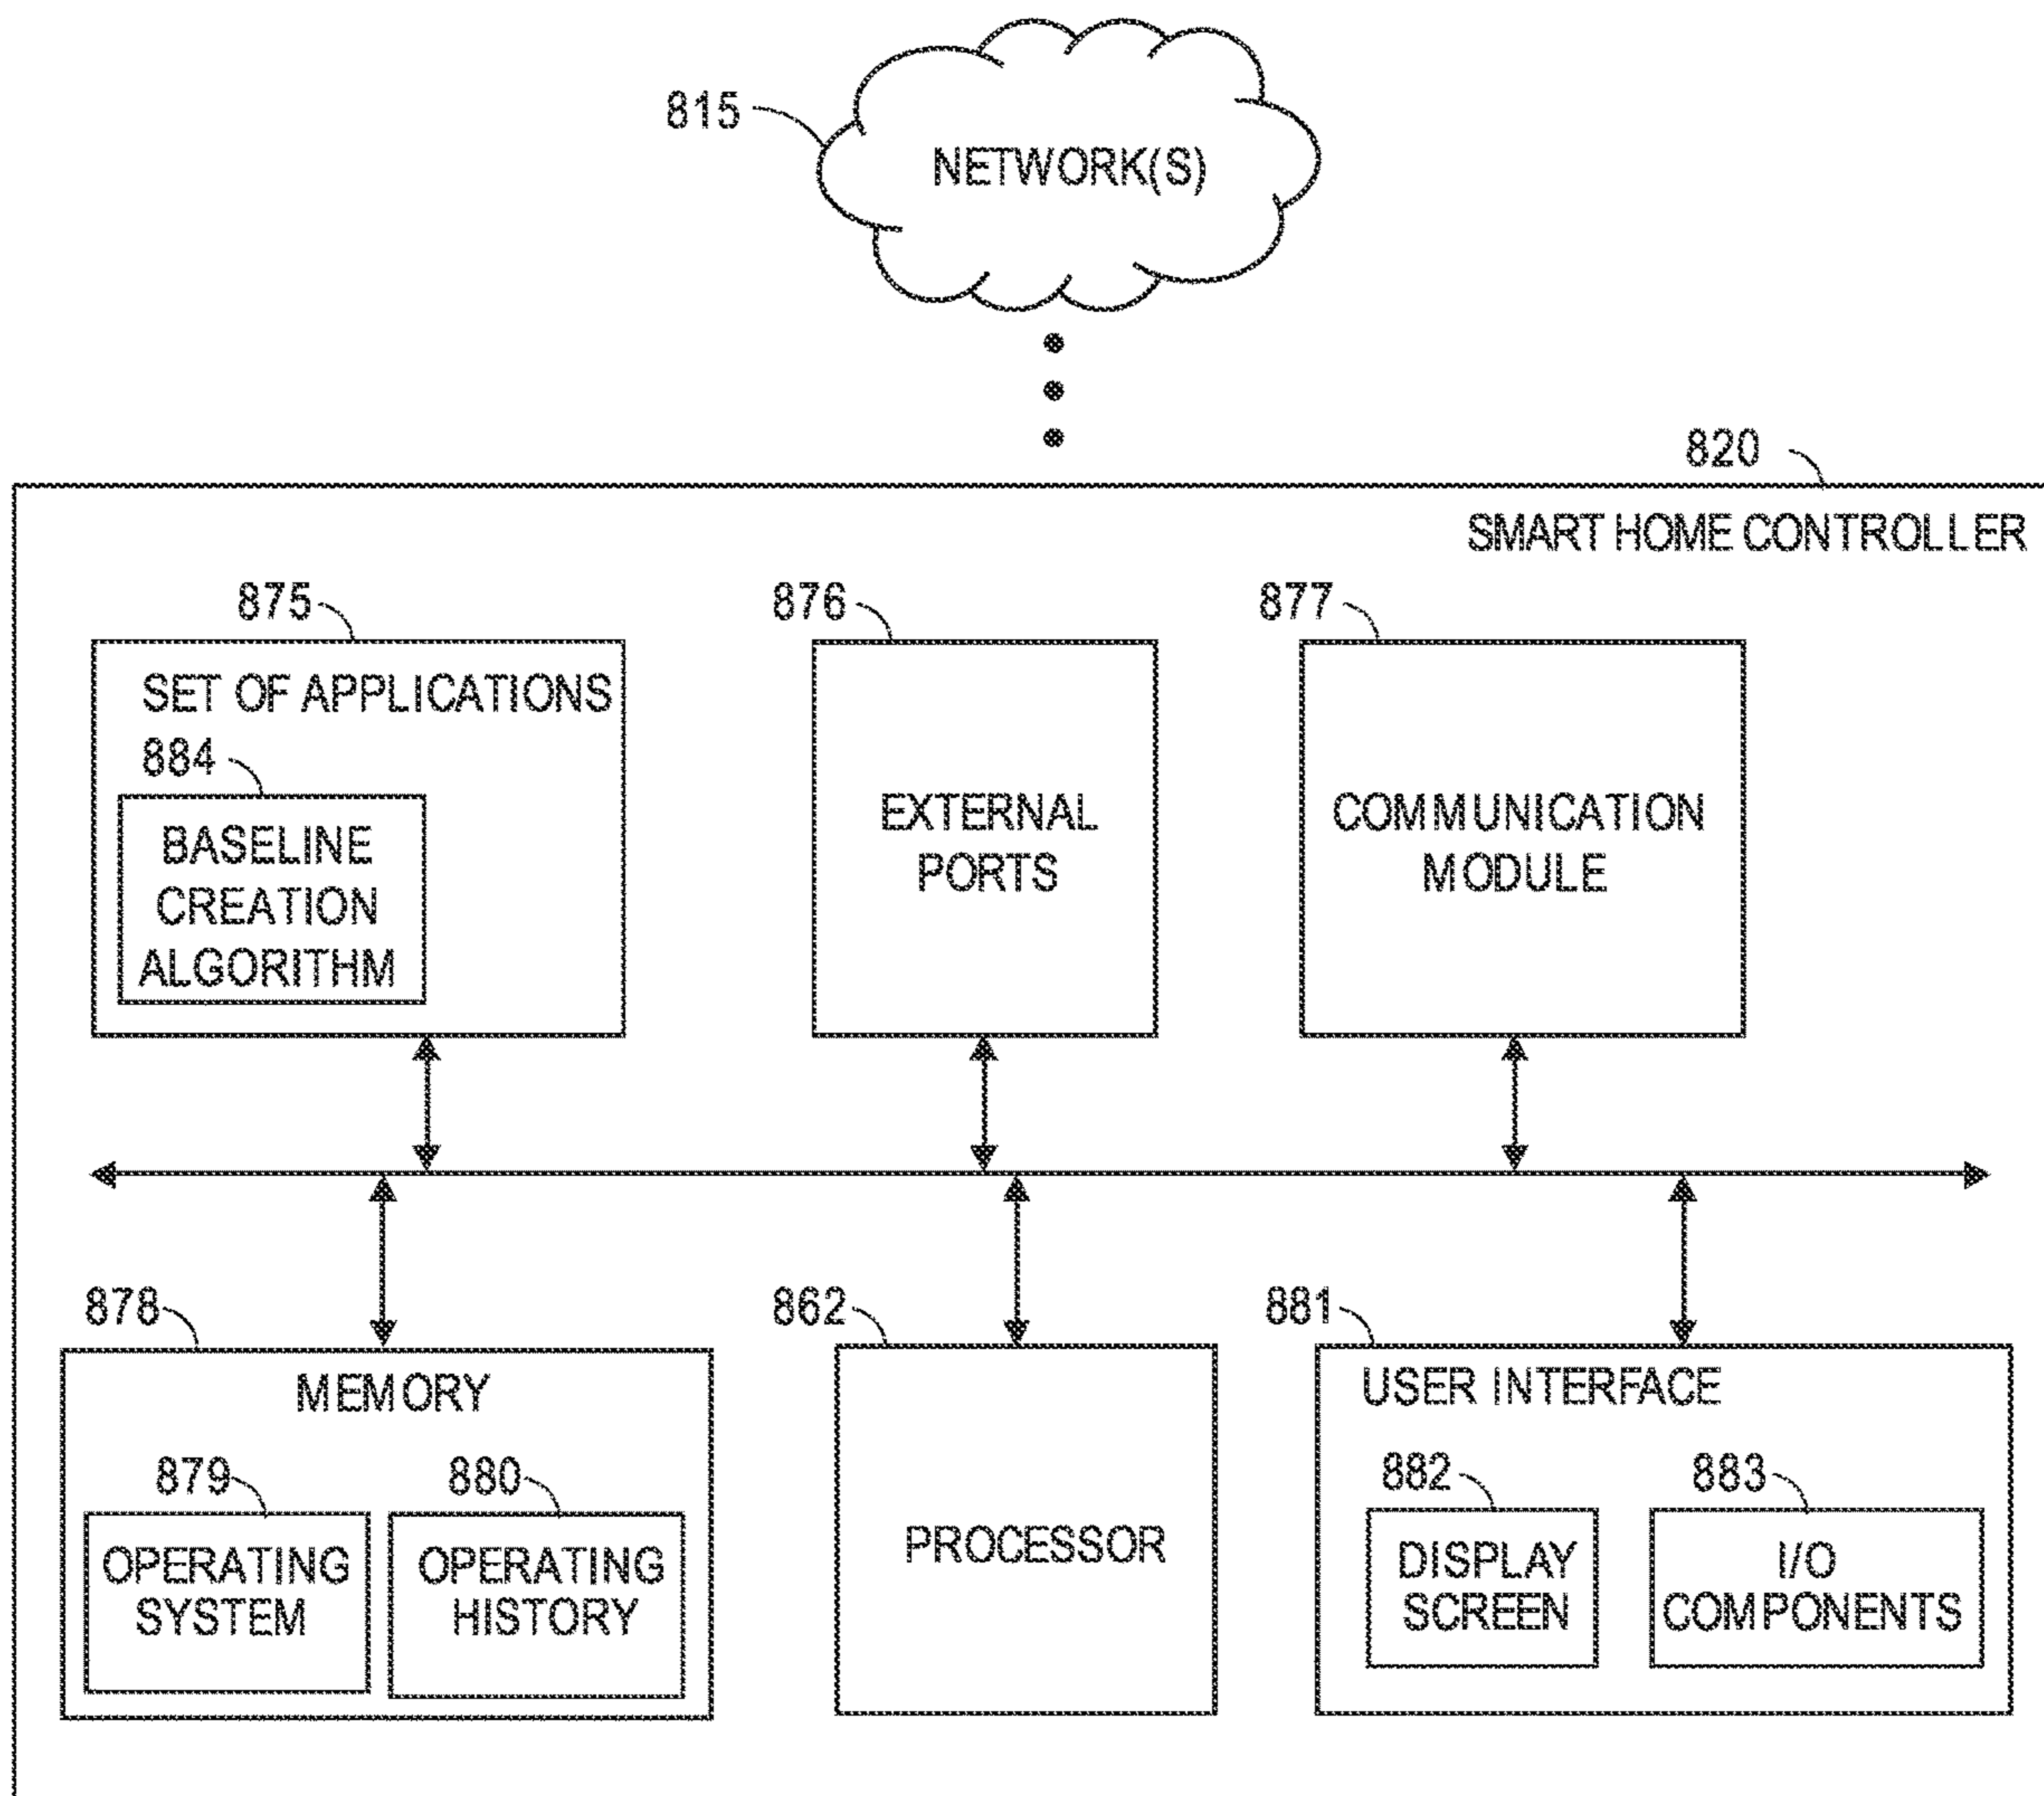 815
NETWORK(S)
820
SMART HOME CONTROLLER
875
SET OF APPLICATIONS
884
BASELINE
CREATION
ALGORITHM
876
EXTERNAL
PORTS
877
COMMUNICATION
MODULE
878
MEMORY
879
OPERATING
SYSTEM
880
OPERATING
HISTORY
862
PROCESSOR
881
USER INTERFACE
882
DISPLAY
SCREEN
883
I/O
COMPONENTS